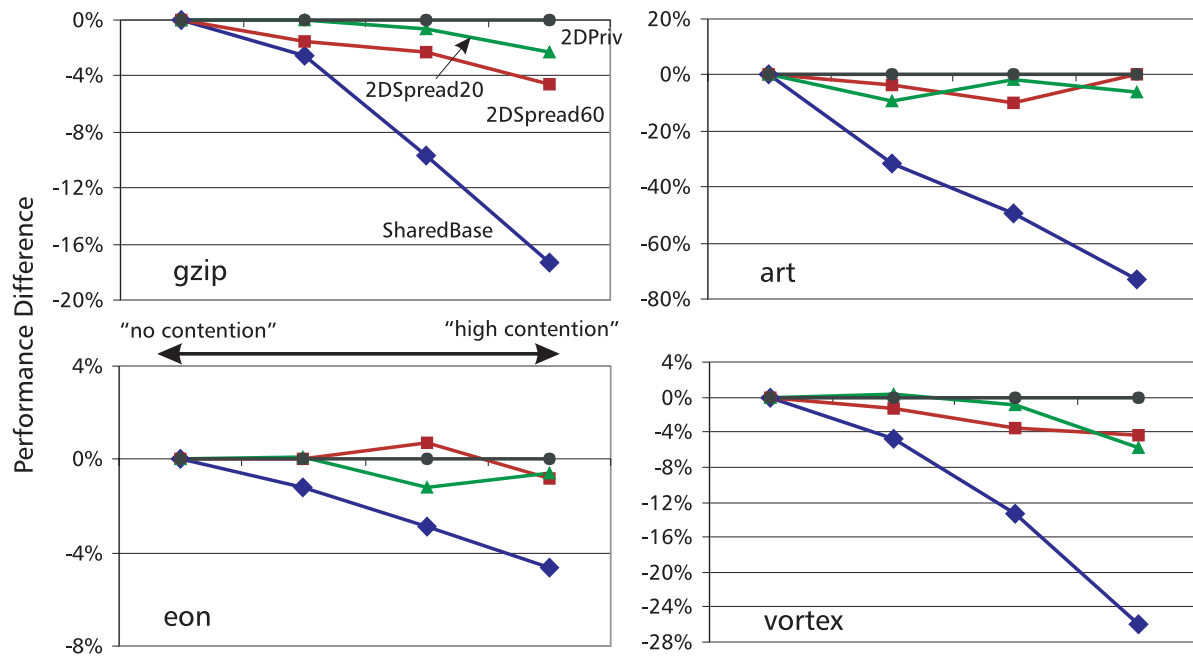 Performance Difference
0%
-4%
-8%
-12%
-16%
-20%
2DPriv
2DSpread20
2DSpread60
SharedBase
gzip
20%
0%
-20%
-40%
-60%
-80%
art
“no contention”
“high contention”
4%
0%
-4%
-8%
eon
4%
0%
-4%
-8%
-12%
-16%
-20%
-24%
-28%
vortex